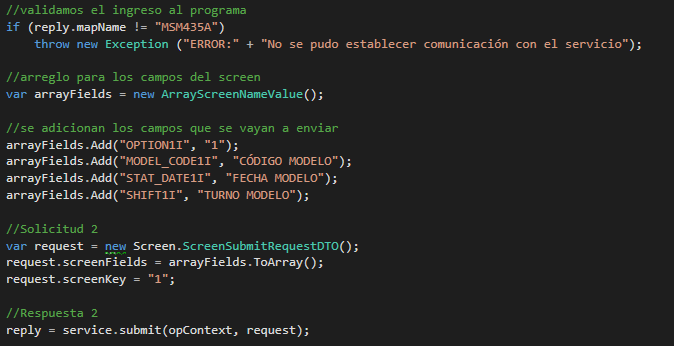 //validamos el ingreso al programa
if (reply.mapName != "MSM435A")
    throw new Exception ("ERROR:" + "No se pudo establecer comunicación con el servicio");
//arreglo para los campos del screen
var arrayFields = new ArrayScreenNameValue();
//se adicionan los campos que se vayan a enviar
arrayFields.Add("OPTION1I", "1");
arrayFields.Add("MODEL_CODE1I", "CÓDIGO MODELO");
arrayFields.Add("STAT_DATE1I", "FECHA MODELO");
arrayFields.Add("SHIFT1I", "TURNO MODELO");
//Solicitud 2
var request = new Screen.ScreenSubmitRequestDTO();
request.screenFields = arrayFields.ToArray();
request.screenKey = "1";
//Respuesta 2
reply = service.submit(opContext, request);